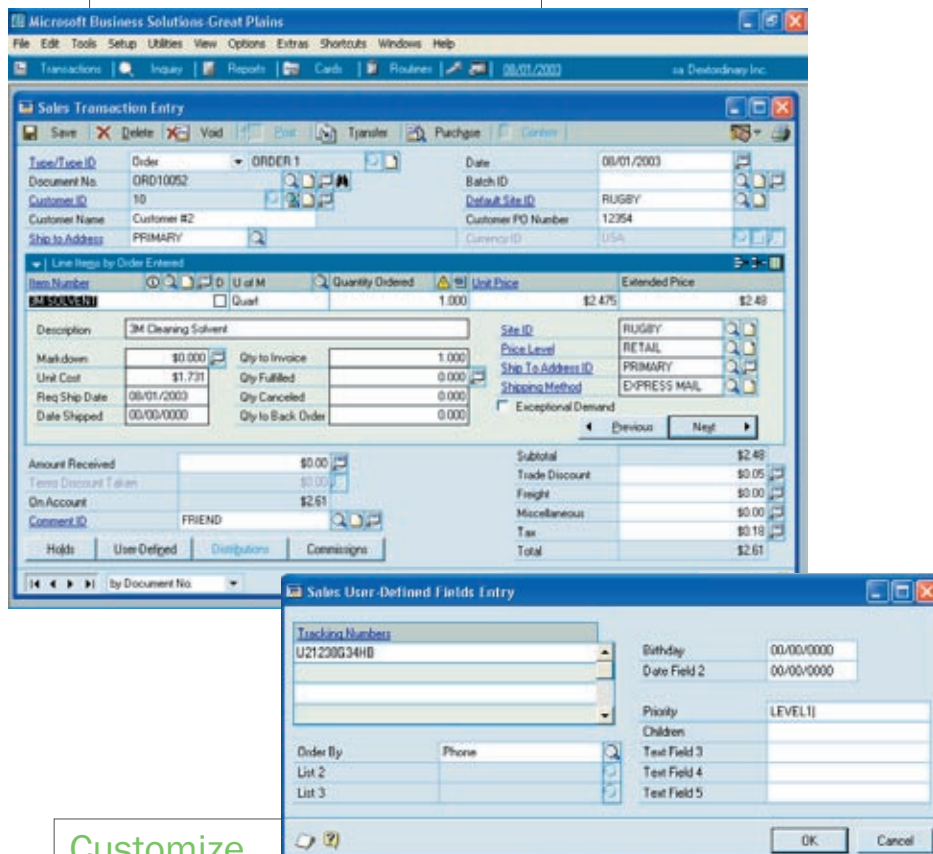 Microsoft Business Solutions-Great Plains
File Edit Tools Setup Utilities View Options Extras Shortcuts Windows Help
Transactions Inquiry Reports Cards Routines 08/01/2003 sa Dextordinary Inc.
Sales Transaction Entry
Save Delete Void Post Transfer Purchase Confirm
Type/Type ID Order ORDER 1 Date 08/01/2003
Document No. ORD10052 Batch ID
Customer ID 10 Default Site ID RUGBY
Customer Name Customer #2 Customer PO Number 12354
Ship to Address PRIMARY Currency ID USA
Line Items by Order Entered
Item Number D U of M Quantity Ordered Unit Price Extended Price
3M SOLVENT Quart 1.000 $2.475 $2.48
Description 3M Cleaning Solvent Site ID RUGBY
Price Level RETAIL
Markdown $0.000 Qty to Invoice 1.000 Ship To Address ID PRIMARY
Unit Cost $1.731 Qty Fulfilled 0.000 Shipping Method EXPRESS MAIL
Req Ship Date 08/01/2003 Qty Canceled 0.000 Exceptional Demand
Date Shipped 00/00/0000 Qty to Back Order 0.000 Previous Next
Amount Received $0.00 Subtotal $2.48
Terms Discount Taken $0.00 Trade Discount $0.05
On Account $2.61 Freight $0.00
Comment ID FRIEND Miscellaneous $0.00
Tax $0.18
Holds User-Defined Distributions Commissions Total $2.61
by Document No.
Sales User-Defined Fields Entry
Tracking Numbers
U21230G34HB Birthday 00/00/0000
Date Field 2 00/00/0000
Priority LEVEL1
Children
Order By Phone Text Field 3
List 2 Text Field 4
List 3 Text Field 5
OK Cancel
Customize